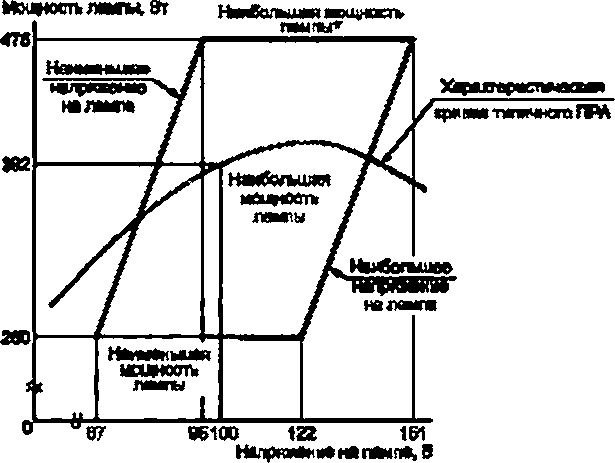 Мощность лампы, Вт
Наибольшая мощность
лампы*
475
Наименьшее
напряжение
на лампе
Характеристическая
кривая типичного ПРА
392
Наибольшая
мощность
лампы
Наибольшее
напряжение
на лампе
280
Наименьшая
мощность
лампы
0
67
95
100
122
151
Напряжение на лампе, В